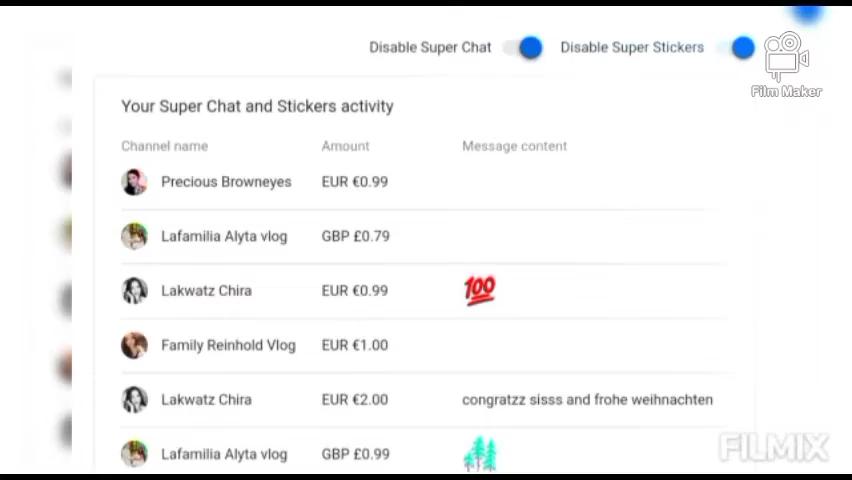 Disable Super Chat Disable Super Stickers
Film Maker
Your Super Chat and Stickers activity
Channel name Amount Message content
Precious Browneyes EUR €0.99
Lafamilia Alyta vlog GBP £0.79
Lakwatz Chira EUR €0.99 100
Family Reinhold Vlog EUR €1.00
Lakwatz Chira EUR €2.00 congratzz sisss and frohe weihnachten
Lafamilia Alyta vlog GBP £0.99
FILMIX